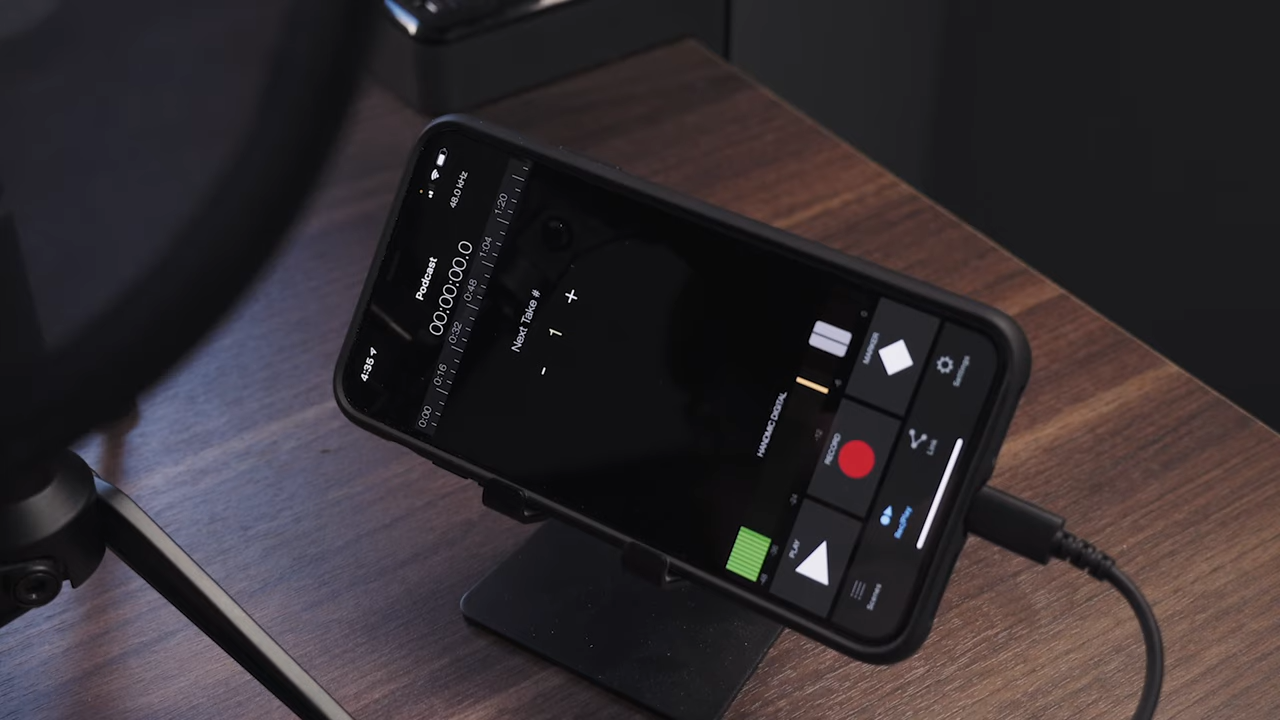 4:35
Podcast
00:00:00.0
48.0 kHz
0:00 0:16 0:32 0:48 1:04 1:20
Next Take #
- 1 +
HANDMIC DIGITAL
PLAY
RECORD
MARKER
Scenes
Rec/Play
Link
Settings